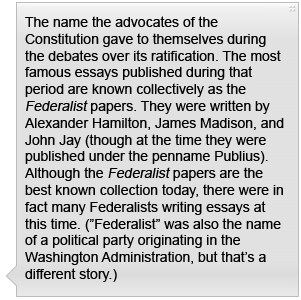 The name the advocates of the
Constitution gave to themselves during
the debates over its ratification. The most
famous essays published during that
period are known collectively as the
Federalist papers. They were written by
Alexander Hamilton, James Madison, and
John Jay (though at the time they were
published under the penname Publius).
Although the Federalist papers are the
best known collection today, there were in
fact many Federalists writing essays at
this time. (”Federalist” was also the name
of a political party originating in the
Washington Administration, but that’s a
different story.)